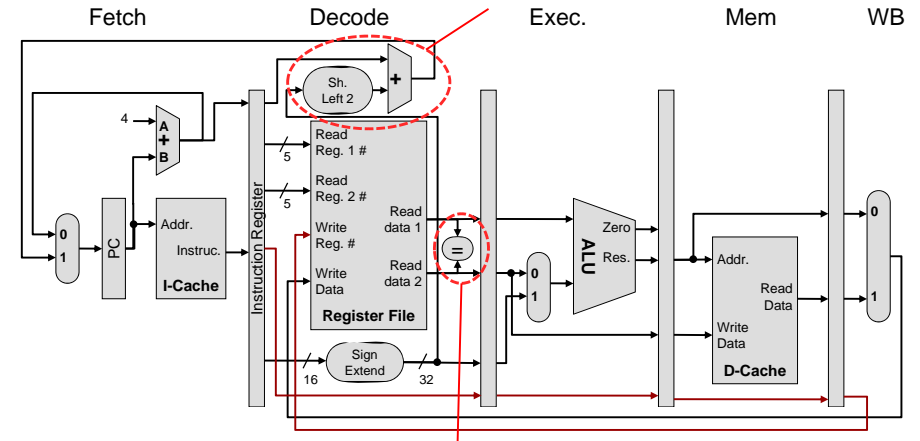 Fetch
Decode
Exec.
Mem
WB
Sh.
Left 2
+
4
A
+
B
Read
Reg. 1 #
5
Read
Reg. 2 #
5
Write
Reg. #
Write
Data
Read
data 1
Read
data 2
=
Register File
Instruction Register
0
1
PC
Addr.
Instruc.
I-Cache
Sign
Extend
16
32
0
1
ALU
Zero
Res.
Addr.
Read
Data
Write
Data
D-Cache
0
1